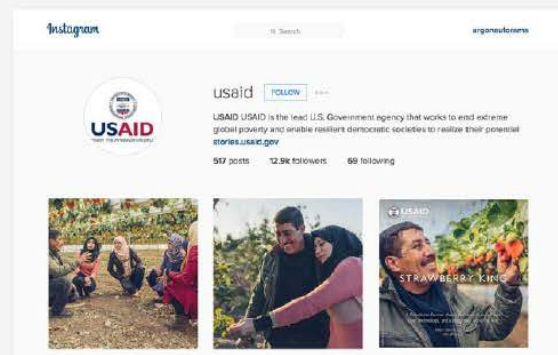 Instagram
Search
argonautorama
USAID
usaid FOLLOW
USAID USAID is the lead U.S. Government agency that works to end extreme
global poverty and enable resilient democratic societies to realize their potential
stories.usaid.gov
517 posts 12.9k followers 69 following
USAID
STRAWBERRY KING